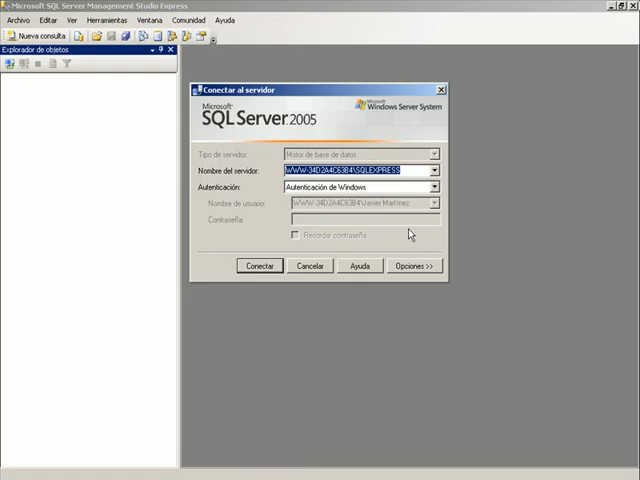 Microsoft SQL Server Management Studio Express
Archivo Editar Ver Herramientas Ventana Comunidad Ayuda
Nueva consulta
Explorador de objetos
Conectar al servidor
Microsoft
SQL Server 2005
Microsoft
Windows Server System
Tipo de servidor: Motor de base de datos
Nombre del servidor: WWW-34D2A4C63B4\SQLEXPRESS
Autenticación: Autenticación de Windows
Nombre de usuario: WWW-34D2A4C63B4\Javier Martínez
Contraseña:
Recordar contraseña
Conectar Cancelar Ayuda Opciones >>